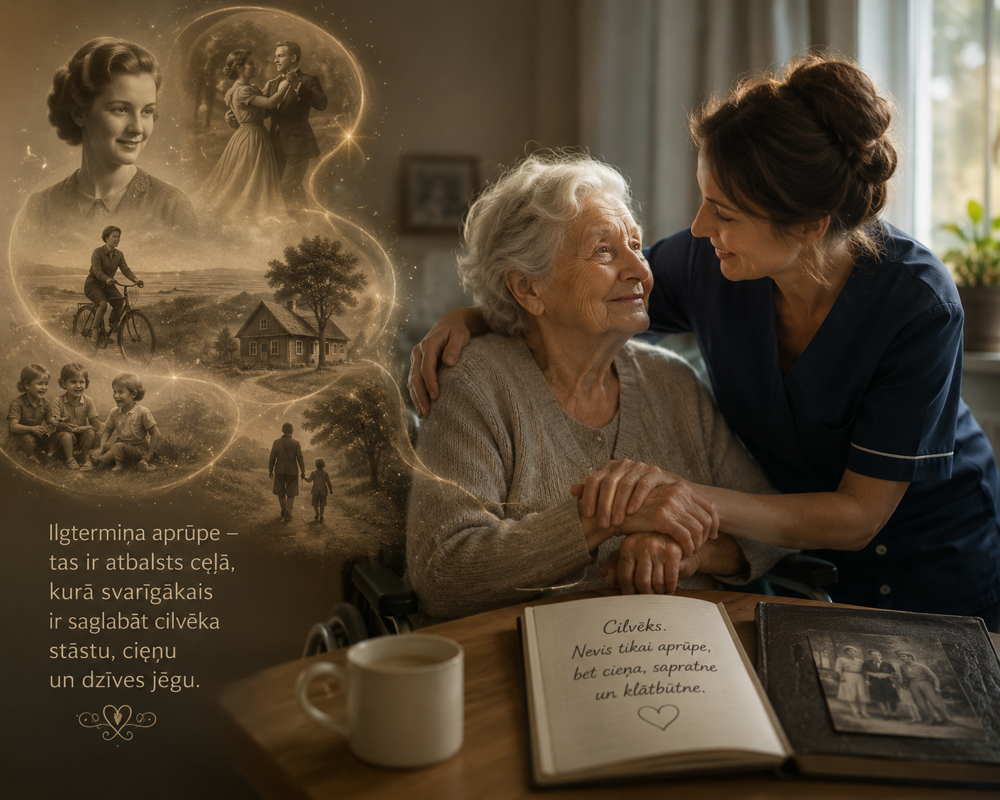 Ilgtermiņa aprūpe –
tas ir atbalsts ceļā,
kurā svarīgākais
ir saglabāt cilvēka
stāstu, cieņu
un dzīves jēgu.
Cilvēks.
Nevis tikai aprūpe,
bet cieņa, sapratne
un klātbūtne.